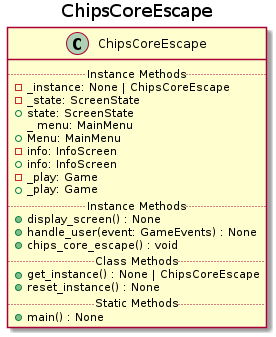 ChipsCoreEscape
C ChipsCoreEscape
Instance Methods
_instance: None | ChipsCoreEscape
_state: ScreenState
state: ScreenState
_ menu: MainMenu
Menu: MainMenu
info: InfoScreen
info: InfoScreen
_play: Game
_play: Game
Instance Methods
display_screen() : None
handle_user(event: GameEvents) : None
chips_core_escape() : void
Class Methods
get_instance() : None | ChipsCoreEscape
reset_instance() : None
Static Methods
main() : None